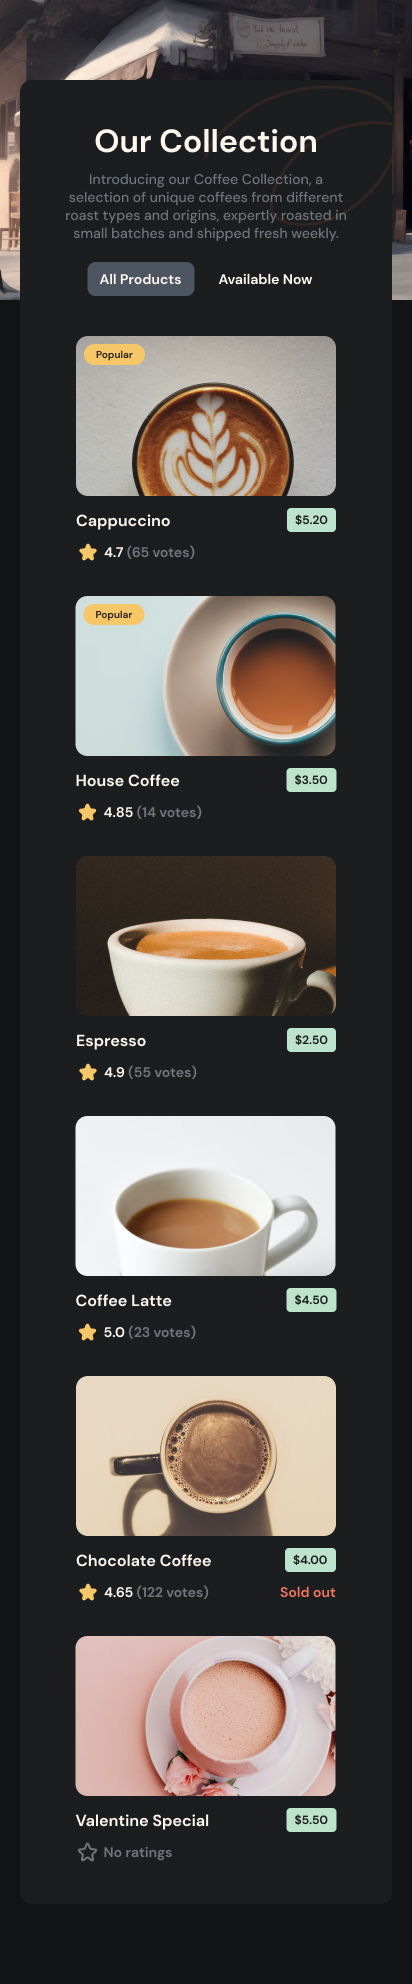 Our Collection
Introducing our Coffee Collection, a
selection of unique coffees from different
roast types and origins, expertly roasted in
small batches and shipped fresh weekly.
All Products
Available Now
Popular
Cappuccino
$5.20
4.7 (65 votes)
Popular
House Coffee
$3.50
4.85 (14 votes)
Espresso
$2.50
4.9 (55 votes)
Coffee Latte
$4.50
5.0 (23 votes)
Chocolate Coffee
$4.00
4.65 (122 votes)
Sold out
Valentine Special
$5.50
No ratings